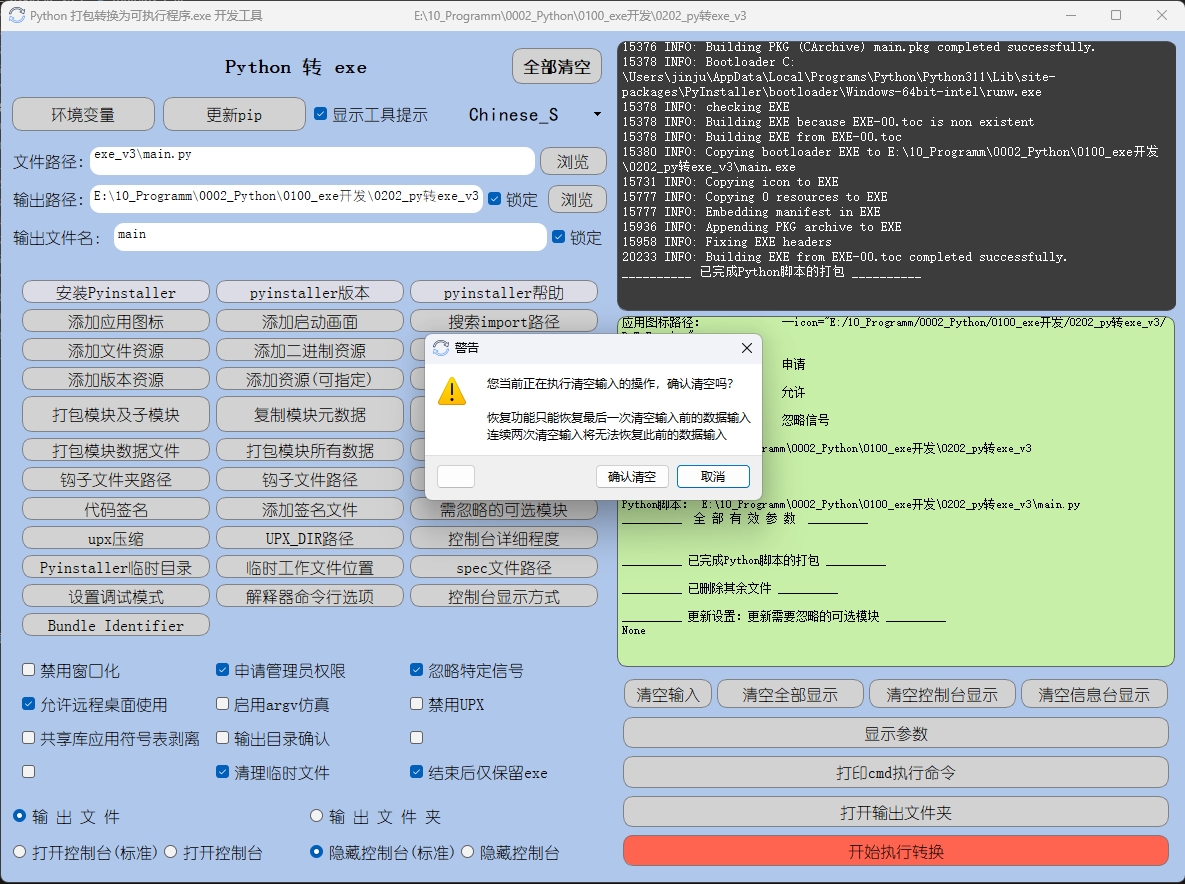 Python 打包转换为可执行程序.exe 开发工具
E:\10_Programm\0002_Python\0100_exe开发\0202_py转exe_v3
Python 转 exe
全部清空
环境变量
更新pip
显示工具提示
Chinese_S
文件路径：
exe_v3\main.py
浏览
输出路径：
E:\10_Programm\0002_Python\0100_exe开发\0202_py转exe_v3
锁定
浏览
输出文件名：
main
锁定
安装Pyinstaller
pyinstaller版本
pyinstaller帮助
添加应用图标
添加启动画面
搜索import路径
添加文件资源
添加二进制资源
添加版本资源
添加资源(可指定)
打包模块及子模块
复制模块元数据
打包模块数据文件
打包模块所有数据
钩子文件夹路径
钩子文件路径
代码签名
添加签名文件
需忽略的可选模块
upx压缩
UPX_DIR路径
控制台详细程度
Pyinstaller临时目录
临时工作文件位置
spec文件路径
设置调试模式
解释器命令行选项
控制台显示方式
Bundle Identifier
禁用窗口化
申请管理员权限
忽略特定信号
允许远程桌面使用
启用argv仿真
禁用UPX
共享库应用符号表剥离
输出目录确认
清理临时文件
结束后仅保留exe
输 出 文 件
输 出 文 件 夹
打开控制台(标准)
打开控制台
隐藏控制台(标准)
隐藏控制台
15376 INFO: Building PKG (CArchive) main.pkg completed successfully.
15378 INFO: Bootloader C:
\Users\jinju\AppData\Local\Programs\Python\Python311\Lib\site-
packages\PyInstaller\bootloader\Windows-64bit-intel\runw.exe
15378 INFO: checking EXE
15378 INFO: Building EXE because EXE-00.toc is non existent
15378 INFO: Building EXE from EXE-00.toc
15380 INFO: Copying bootloader EXE to E:\10_Programm\0002_Python\0100_exe开发
\0202_py转exe_v3\main.exe
15731 INFO: Copying icon to EXE
15777 INFO: Copying 0 resources to EXE
15777 INFO: Embedding manifest in EXE
15936 INFO: Appending PKG archive to EXE
15958 INFO: Fixing EXE headers
20233 INFO: Building EXE from EXE-00.toc completed successfully.
__________ 已完成Python脚本的打包 __________
应用图标路径：
--icon="E:/10_Programm/0002_Python/0100_exe开发/0202_py转exe_v3/
申请
允许
忽略信号
ramm\0002_Python\0100_exe开发\0202_py转exe_v3
Python脚本： E:\10_Programm\0002_Python\0100_exe开发\0202_py转exe_v3\main.py
__________ 全 部 有 效 参 数 __________
__________ 已完成Python脚本的打包 __________
__________ 已删除其余文件 __________
__________ 更新设置：更新需要忽略的可选模块 __________
None
警告
您当前正在执行清空输入的操作，确认清空吗？
恢复功能只能恢复最后一次清空输入前的数据输入
连续两次清空输入将无法恢复此前的数据输入
确认清空
取消
清空输入
清空全部显示
清空控制台显示
清空信息台显示
显示参数
打印cmd执行命令
打开输出文件夹
开始执行转换